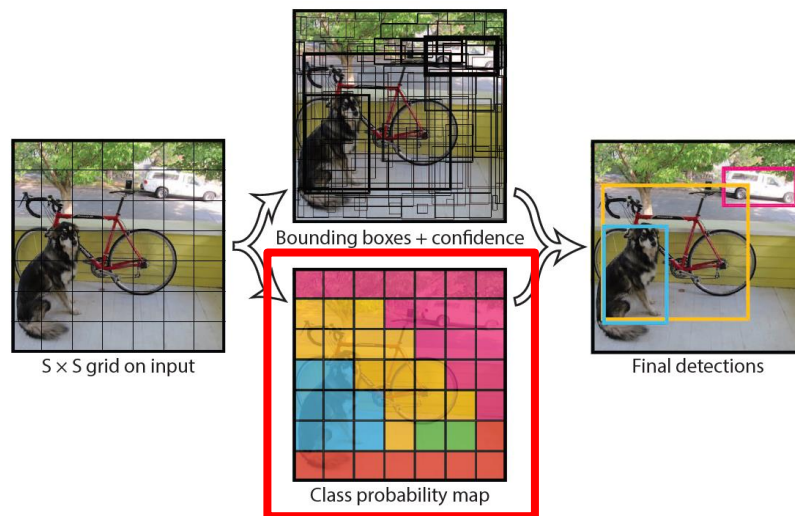 S × S grid on input
Bounding boxes + confidence
Class probability map
Final detections